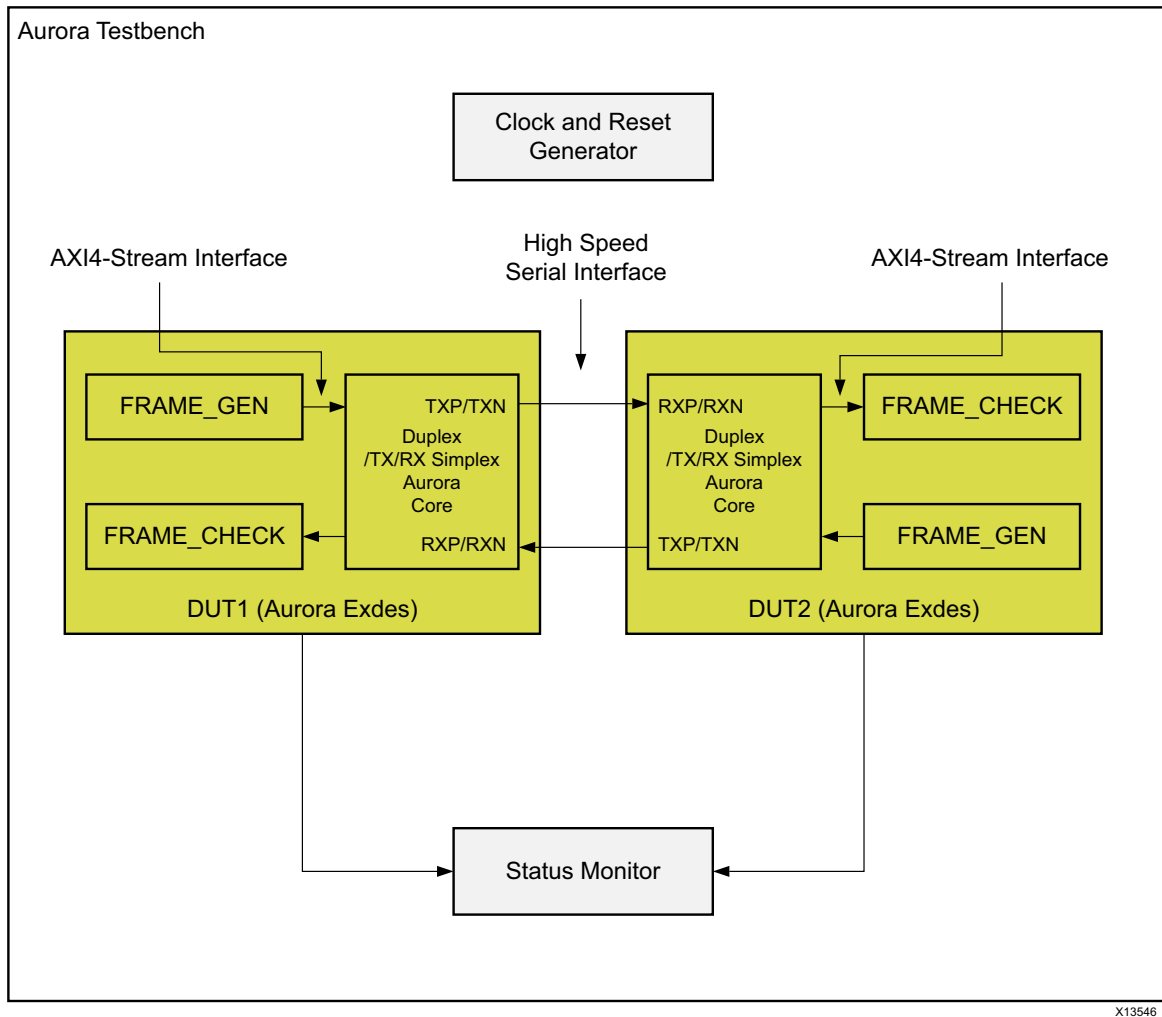 Aurora Testbench
Clock and Reset
Generator
AXI4-Stream Interface
High Speed
Serial Interface
AXI4-Stream Interface
FRAME_GEN
TXP/TXN
Duplex
/TX/RX Simplex
Aurora
Core
RXP/RXN
FRAME_CHECK
DUT1 (Aurora Exdes)
RXP/RXN
Duplex
/TX/RX Simplex
Aurora
Core
TXP/TXN
FRAME_CHECK
FRAME_GEN
DUT2 (Aurora Exdes)
Status Monitor
X13546